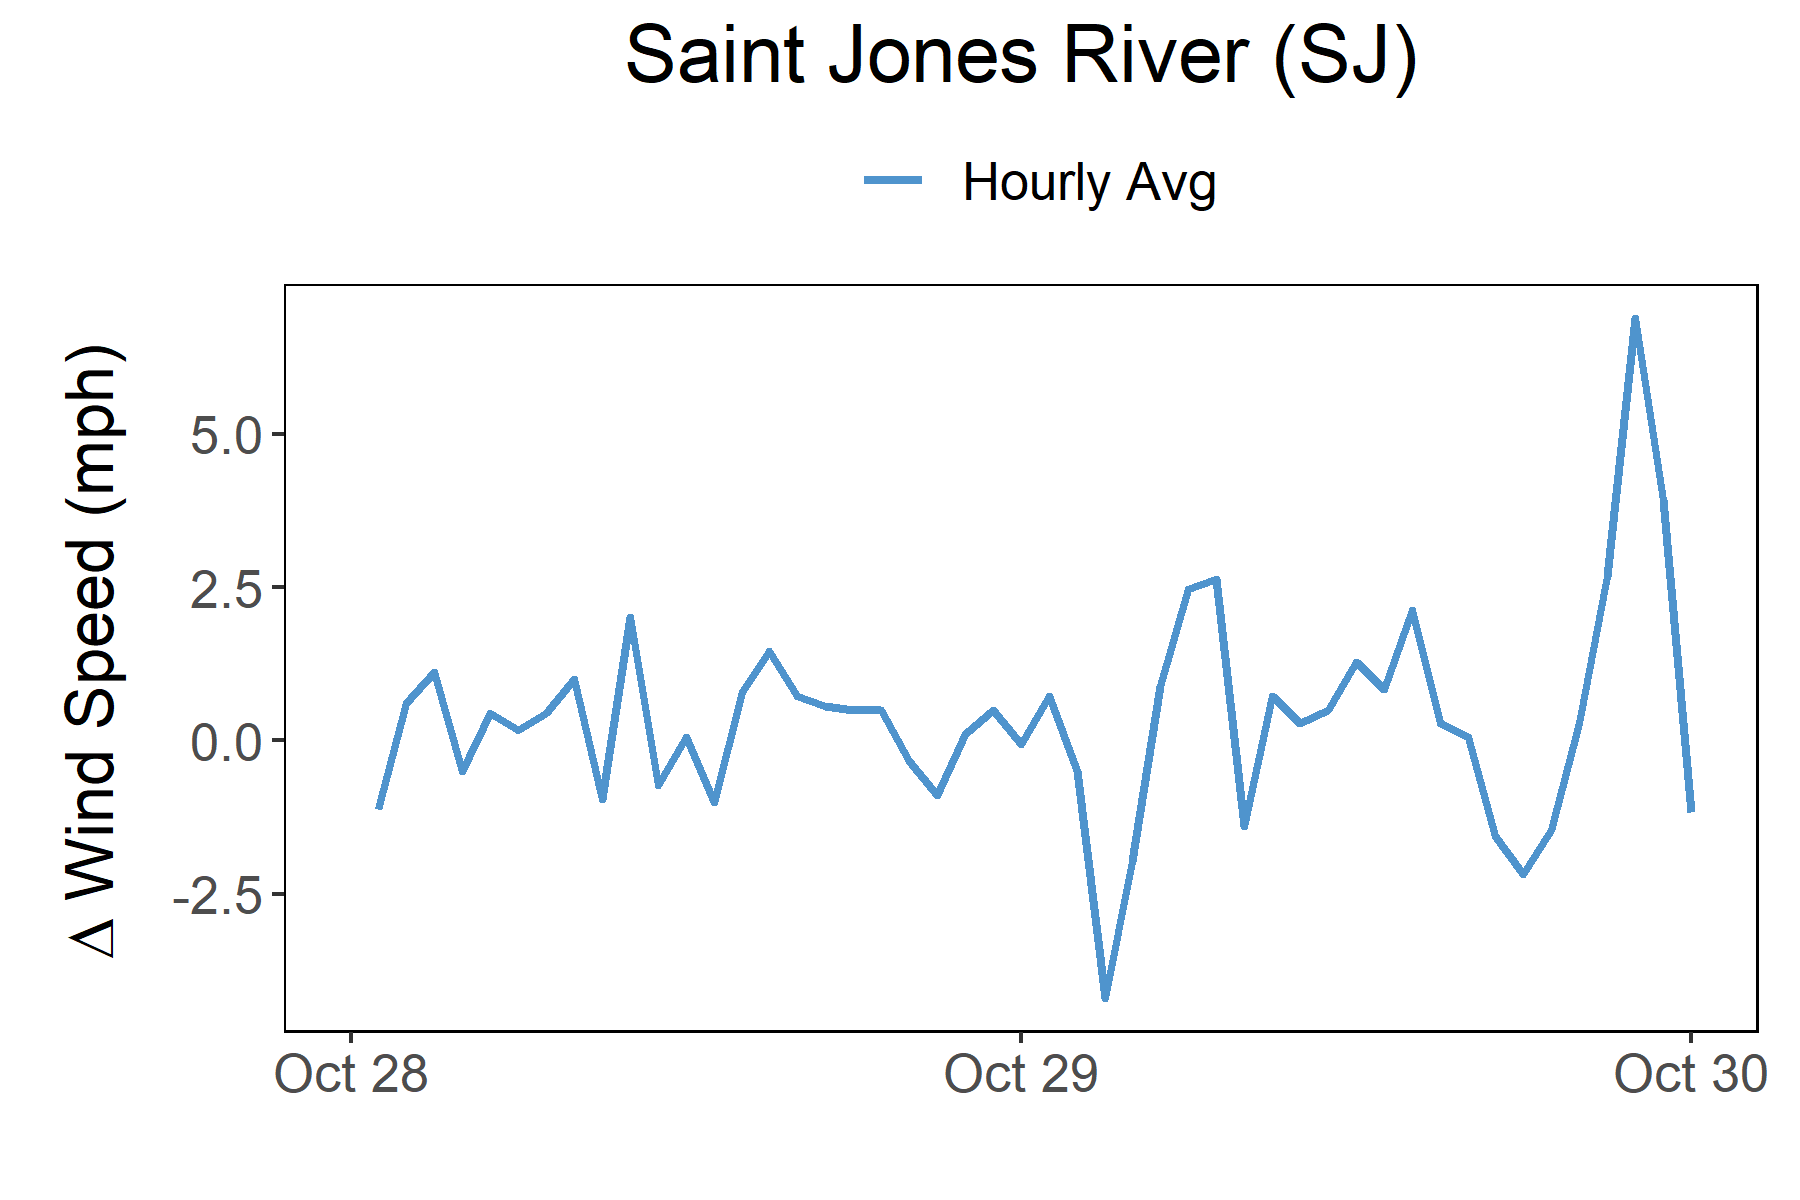 Saint Jones River (SJ)
Hourly Avg
Δ Wind Speed (mph)
5.0
2.5
0.0
-2.5
Oct 28
Oct 29
Oct 30